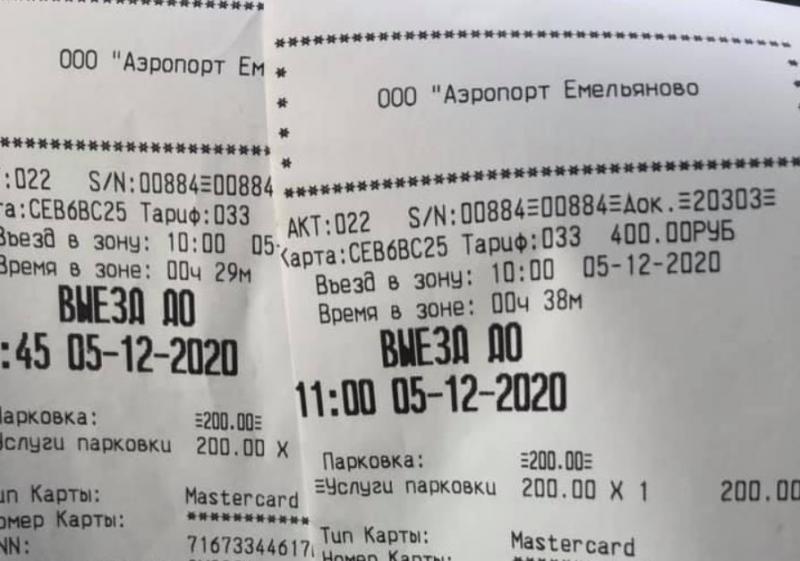 ООО "Аэропорт Ем
:022 S/N:00884≡00884
та:CEB6BC25 Тариф:033
Въезд в зону: 10:00 05-
Время в зоне: 00ч 29м
ВЫЕЗД ДО
:45 05-12-2020
Парковка: ≡200.00≡
Услуги парковки 200.00 X
ип Карты: Mastercard
омер Карты: ***********
NN: 71673344617
ООО "Аэропорт Емельяново
АКТ:022 S/N:00884≡00884≡Док.≡20303≡
Карта:CEB6BC25 Тариф:033 400.00РУБ
Въезд в зону: 10:00 05-12-2020
Время в зоне: 00ч 38м
ВЫЕЗД ДО
11:00 05-12-2020
Парковка: ≡200.00≡
≡Услуги парковки 200.00 X 1 200.00
Тип Карты: Mastercard
Номер Карты: